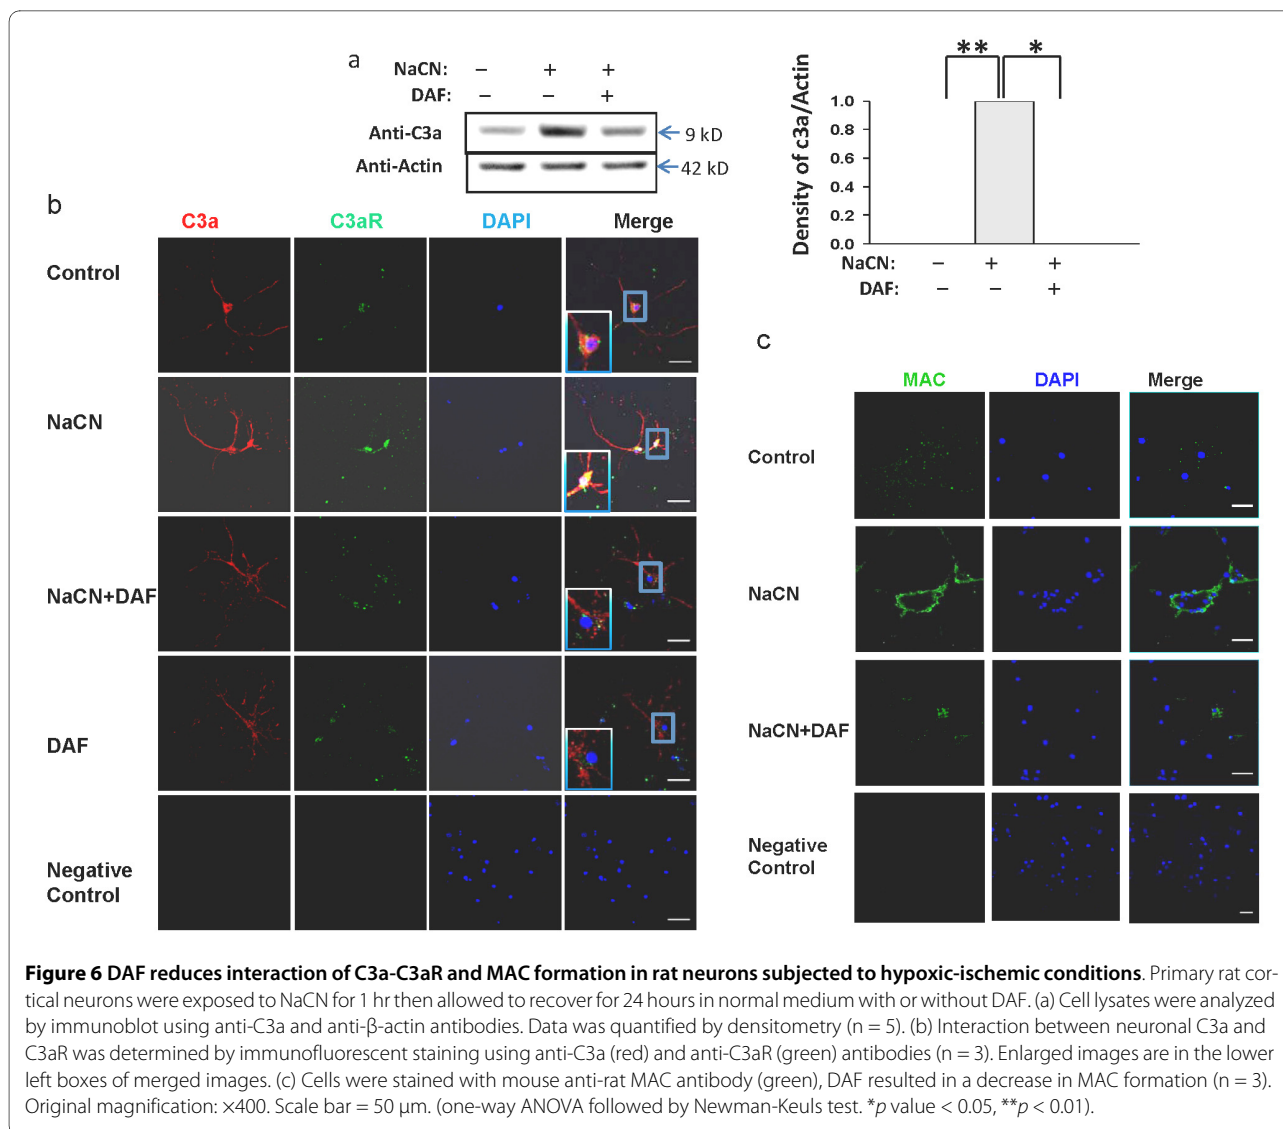 a
NaCN: − + +
DAF: − − +
Anti-C3a 9 kD
Anti-Actin 42 kD
** *
Density of c3a/Actin
1.0
0.8
0.6
0.4
0.2
0.0
NaCN: − + +
DAF: − − +
b
C3a C3aR DAPI Merge
Control
NaCN
NaCN+DAF
DAF
Negative
Control
c
MAC DAPI Merge
Control
NaCN
NaCN+DAF
Negative
Control
Figure 6 DAF reduces interaction of C3a-C3aR and MAC formation in rat neurons subjected to hypoxic-ischemic conditions. Primary rat cor-
tical neurons were exposed to NaCN for 1 hr then allowed to recover for 24 hours in normal medium with or without DAF. (a) Cell lysates were analyzed
by immunoblot using anti-C3a and anti-β-actin antibodies. Data was quantified by densitometry (n = 5). (b) Interaction between neuronal C3a and
C3aR was determined by immunofluorescent staining using anti-C3a (red) and anti-C3aR (green) antibodies (n = 3). Enlarged images are in the lower
left boxes of merged images. (c) Cells were stained with mouse anti-rat MAC antibody (green), DAF resulted in a decrease in MAC formation (n = 3).
Original magnification: ×400. Scale bar = 50 μm. (one-way ANOVA followed by Newman-Keuls test. *p value < 0.05, **p < 0.01).